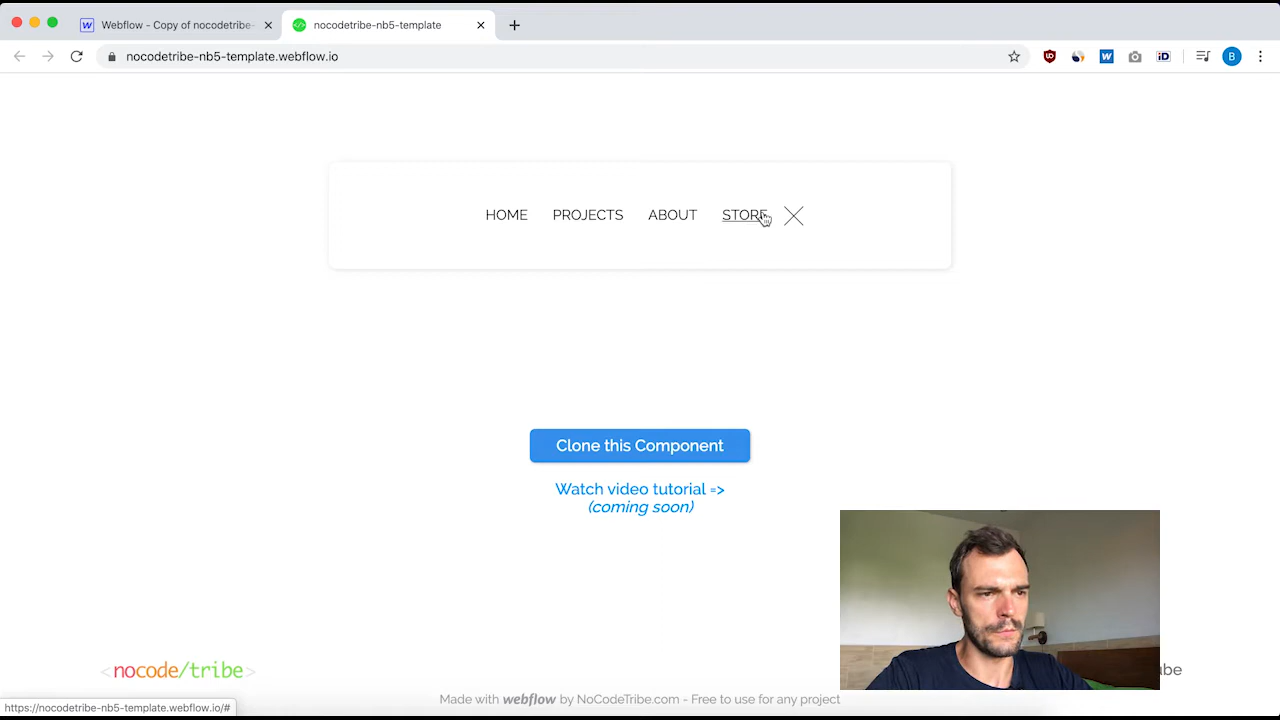 Webflow - Copy of nocodetribe-
nocodetribe-nb5-template
nocodetribe-nb5-template.webflow.io
B
HOME PROJECTS ABOUT STORE
Clone this Component
Watch video tutorial =>
(coming soon)
<nocode/tribe>
Made with webflow by NoCodeTribe.com - Free to use for any project
https://nocodetribe-nb5-template.webflow.io/#